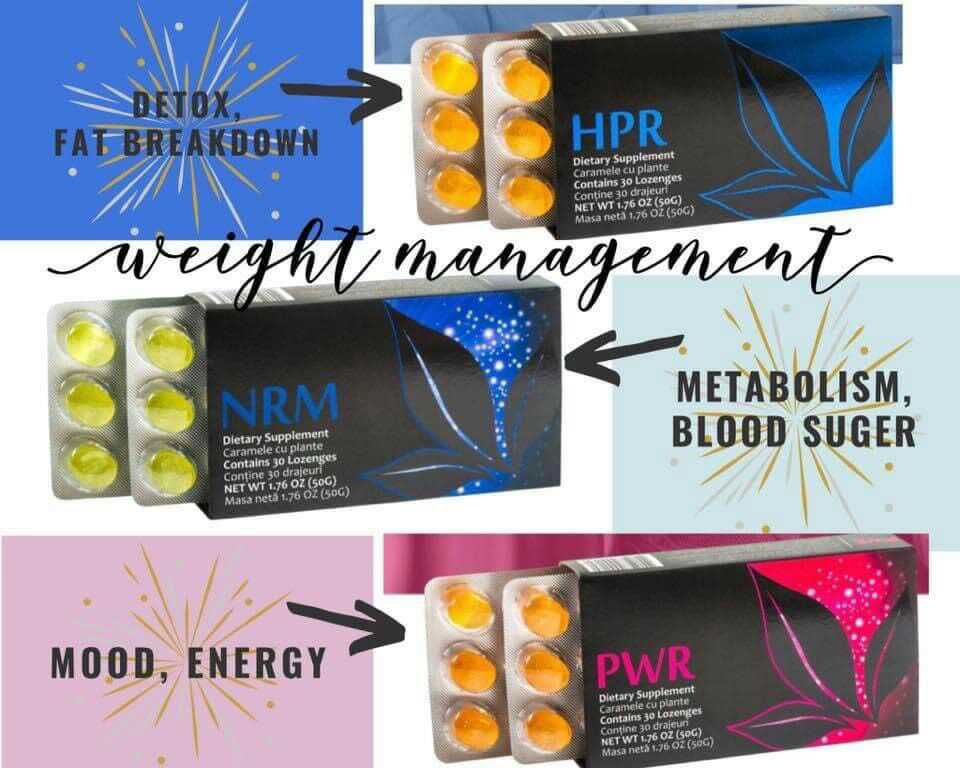 DETOX,
FAT BREAKDOWN
HPR
Dietary Supplement
Caramele cu plante
Contains 30 Lozenges
Conține 30 drajeuri
NET WT 1.76 OZ (50G)
Masa netă 1.76 OZ (50G)
weight management
NRM
Dietary Supplement
Caramele cu plante
Contains 30 Lozenges
Conține 30 drajeuri
NET WT 1.76 OZ (50G)
Masa netă 1.76 OZ (50G)
METABOLISM,
BLOOD SUGER
MOOD, ENERGY
PWR
Dietary Supplement
Caramele cu plante
Contains 30 Lozenges
Conține 30 drajeuri
NET WT 1.76 OZ (50G)
Masa netă 1.76 OZ (50G)